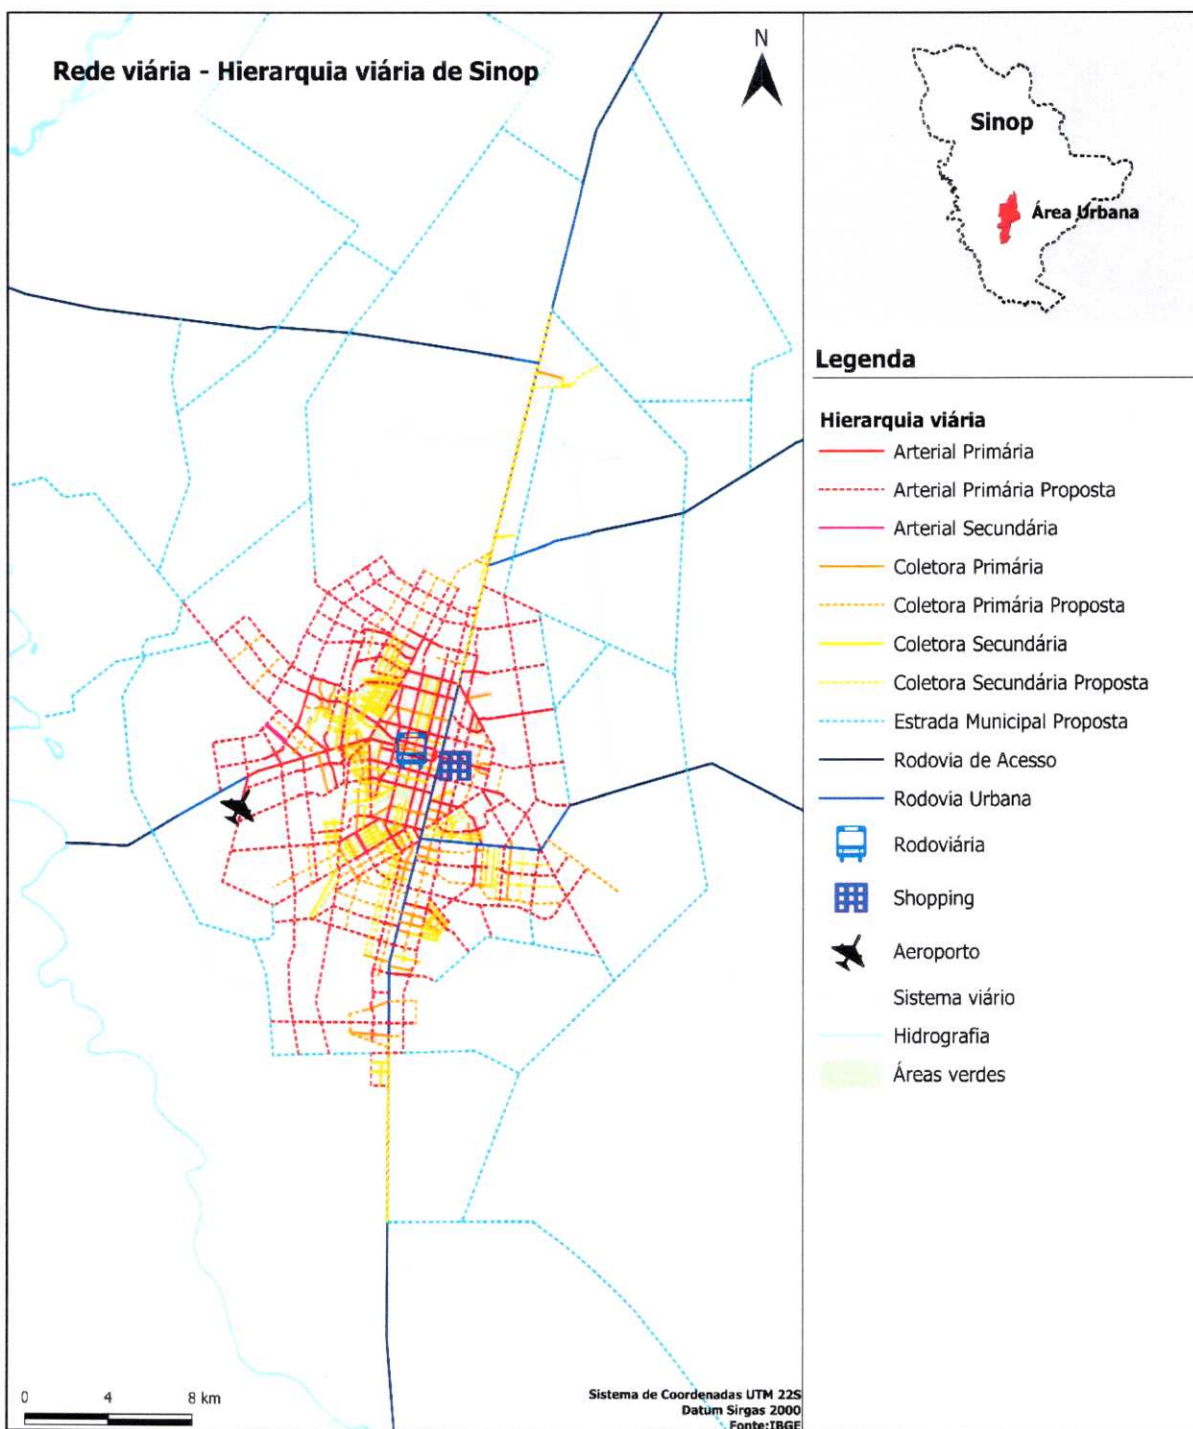 Rede viária - Hierarquia viária de Sinop
N
Sinop
Área Urbana
Legenda
Hierarquia viária
Arterial Primária
Arterial Primária Proposta
Arterial Secundária
Coletora Primária
Coletora Primária Proposta
Coletora Secundária
Coletora Secundária Proposta
Estrada Municipal Proposta
Rodovia de Acesso
Rodovia Urbana
Rodoviária
Shopping
Aeroporto
Sistema viário
Hidrografia
Áreas verdes
0 4 8 km
Sistema de Coordenadas UTM 22S
Datum Sirgas 2000
Fonte:IBGE